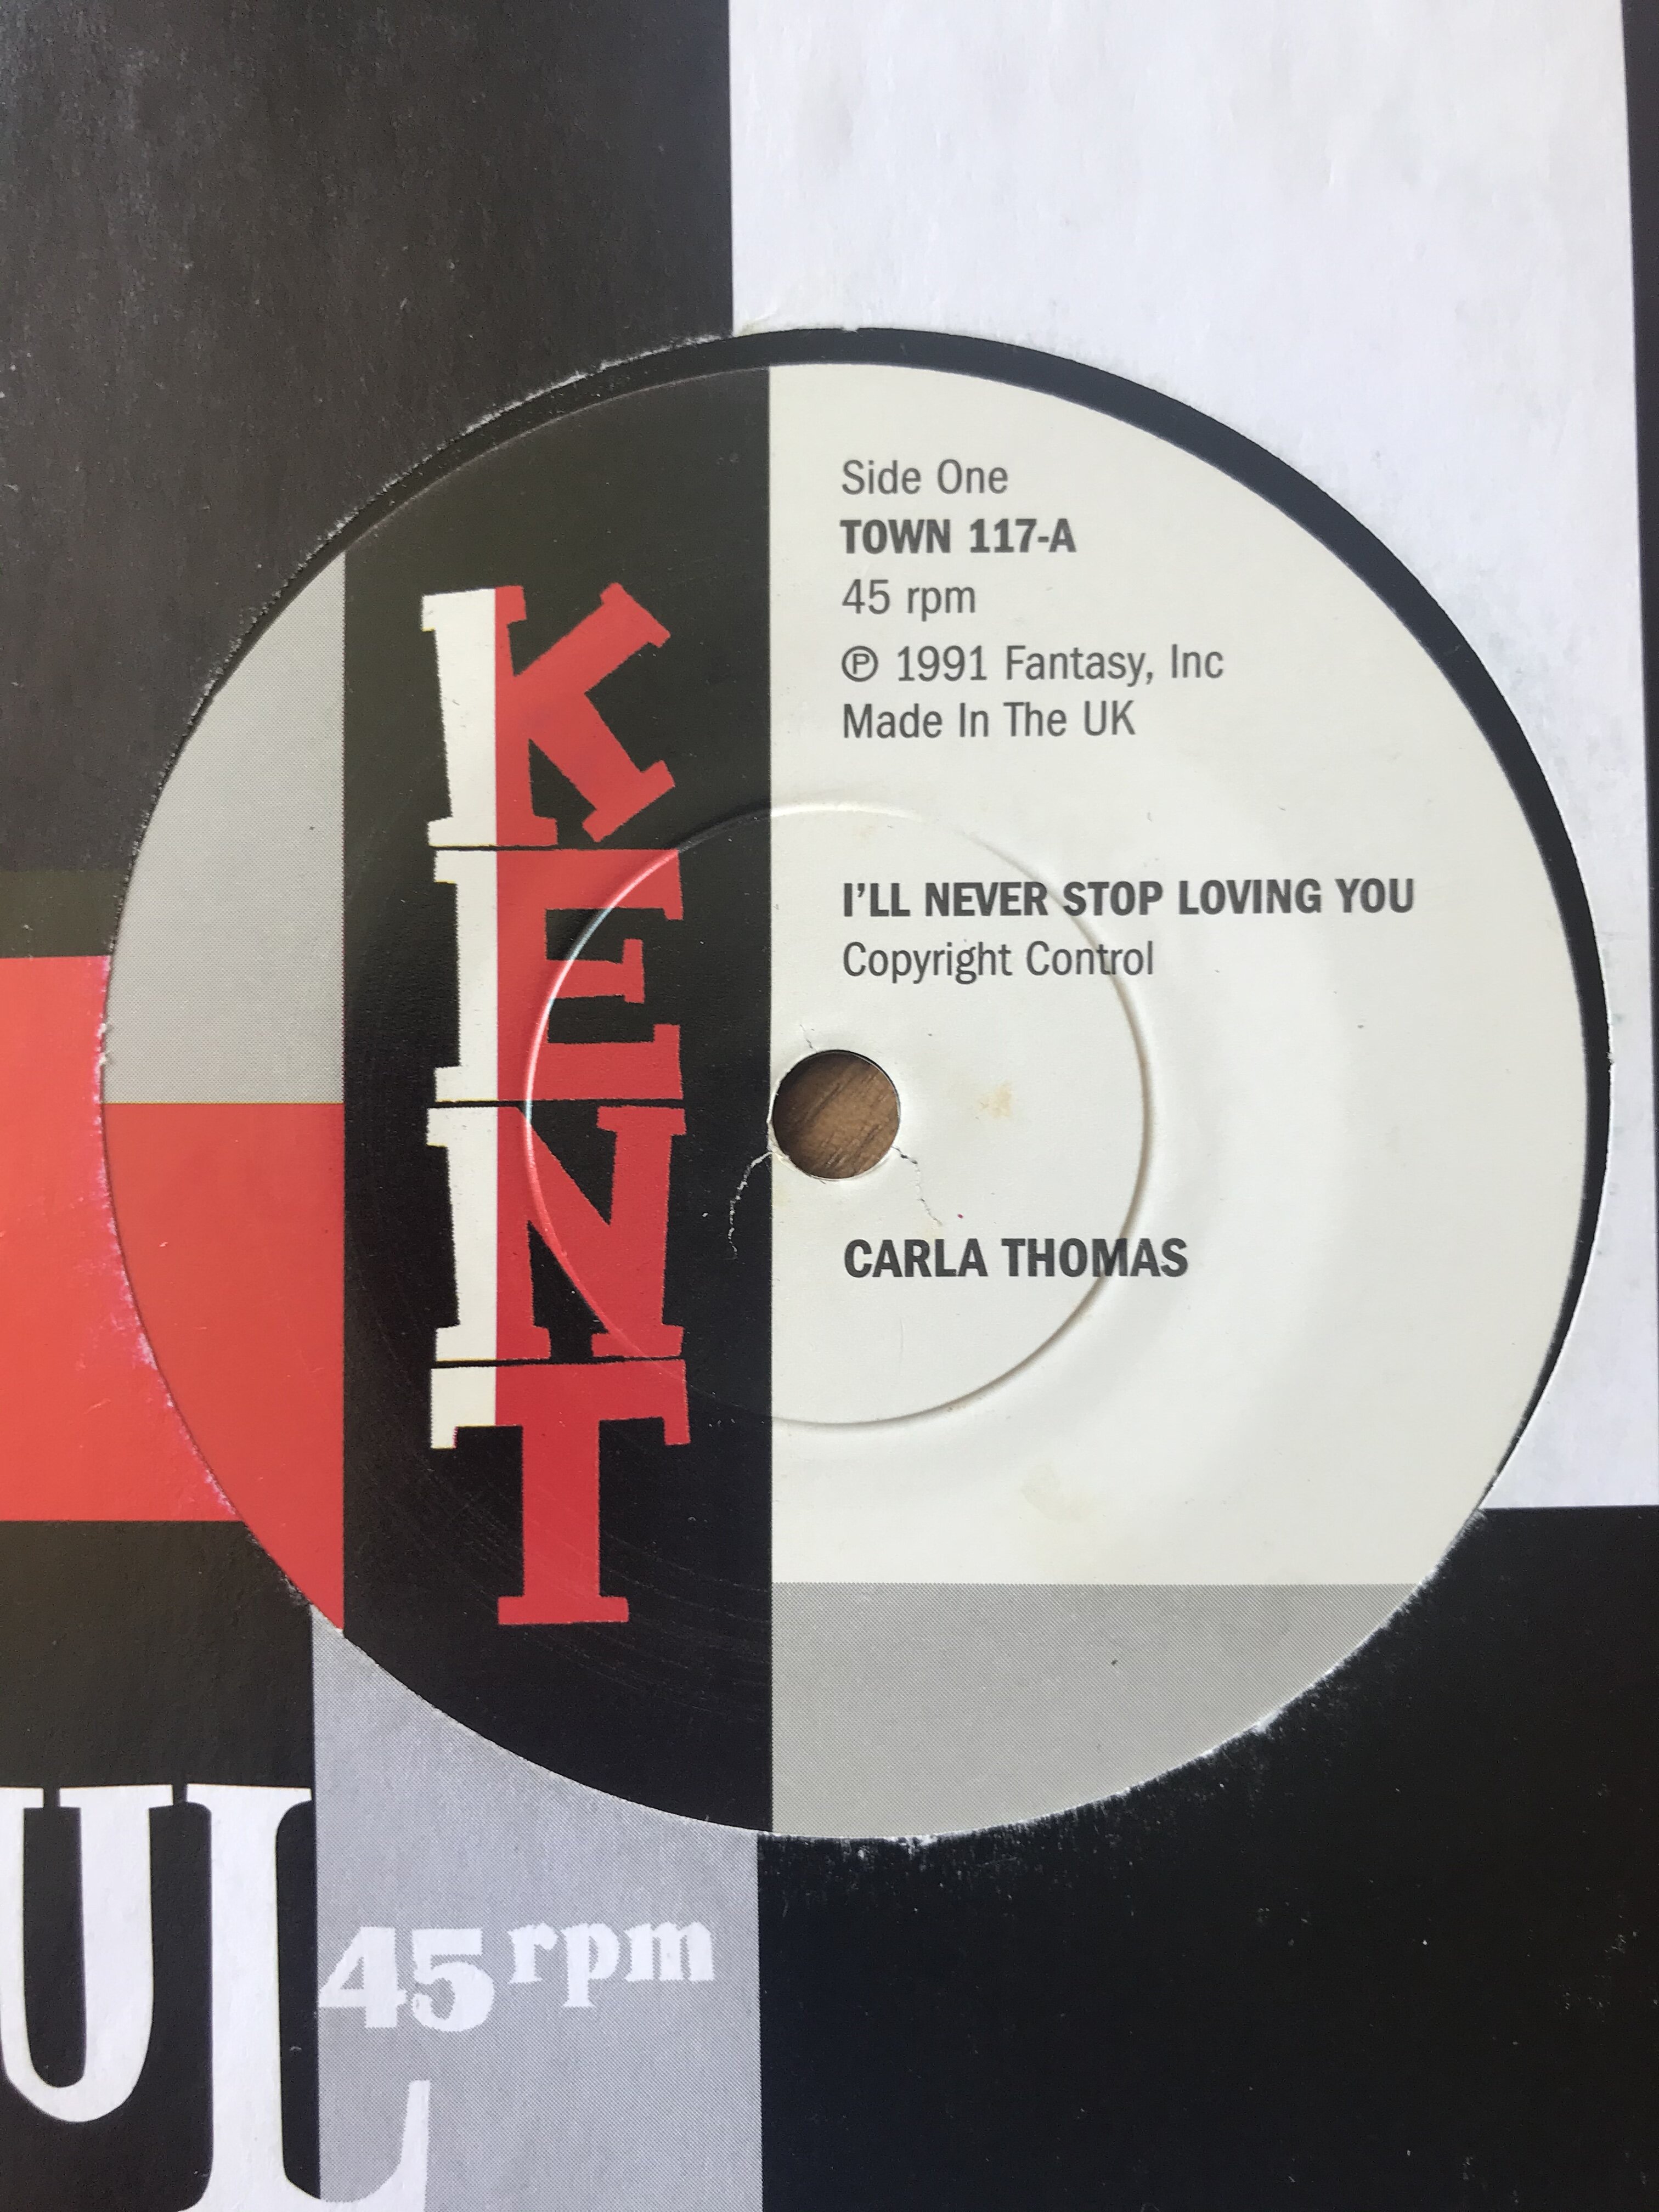 KENT
Side One
TOWN 117-A
45 rpm
℗ 1991 Fantasy, Inc
Made In The UK
I'LL NEVER STOP LOVING YOU
Copyright Control
CARLA THOMAS
UL
45 rpm